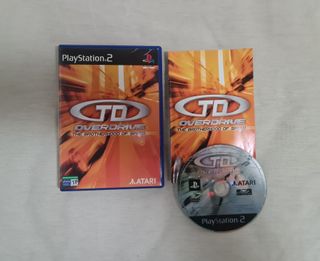 PlayStation 2
TD
OVERDRIVE
THE BROTHERHOOD OF SPEED
ATARI
TD
OVERDRIVE
THE BROTHERHOOD OF SPEED
TD
OVERDRIVE
ATARI
PlayStation 2